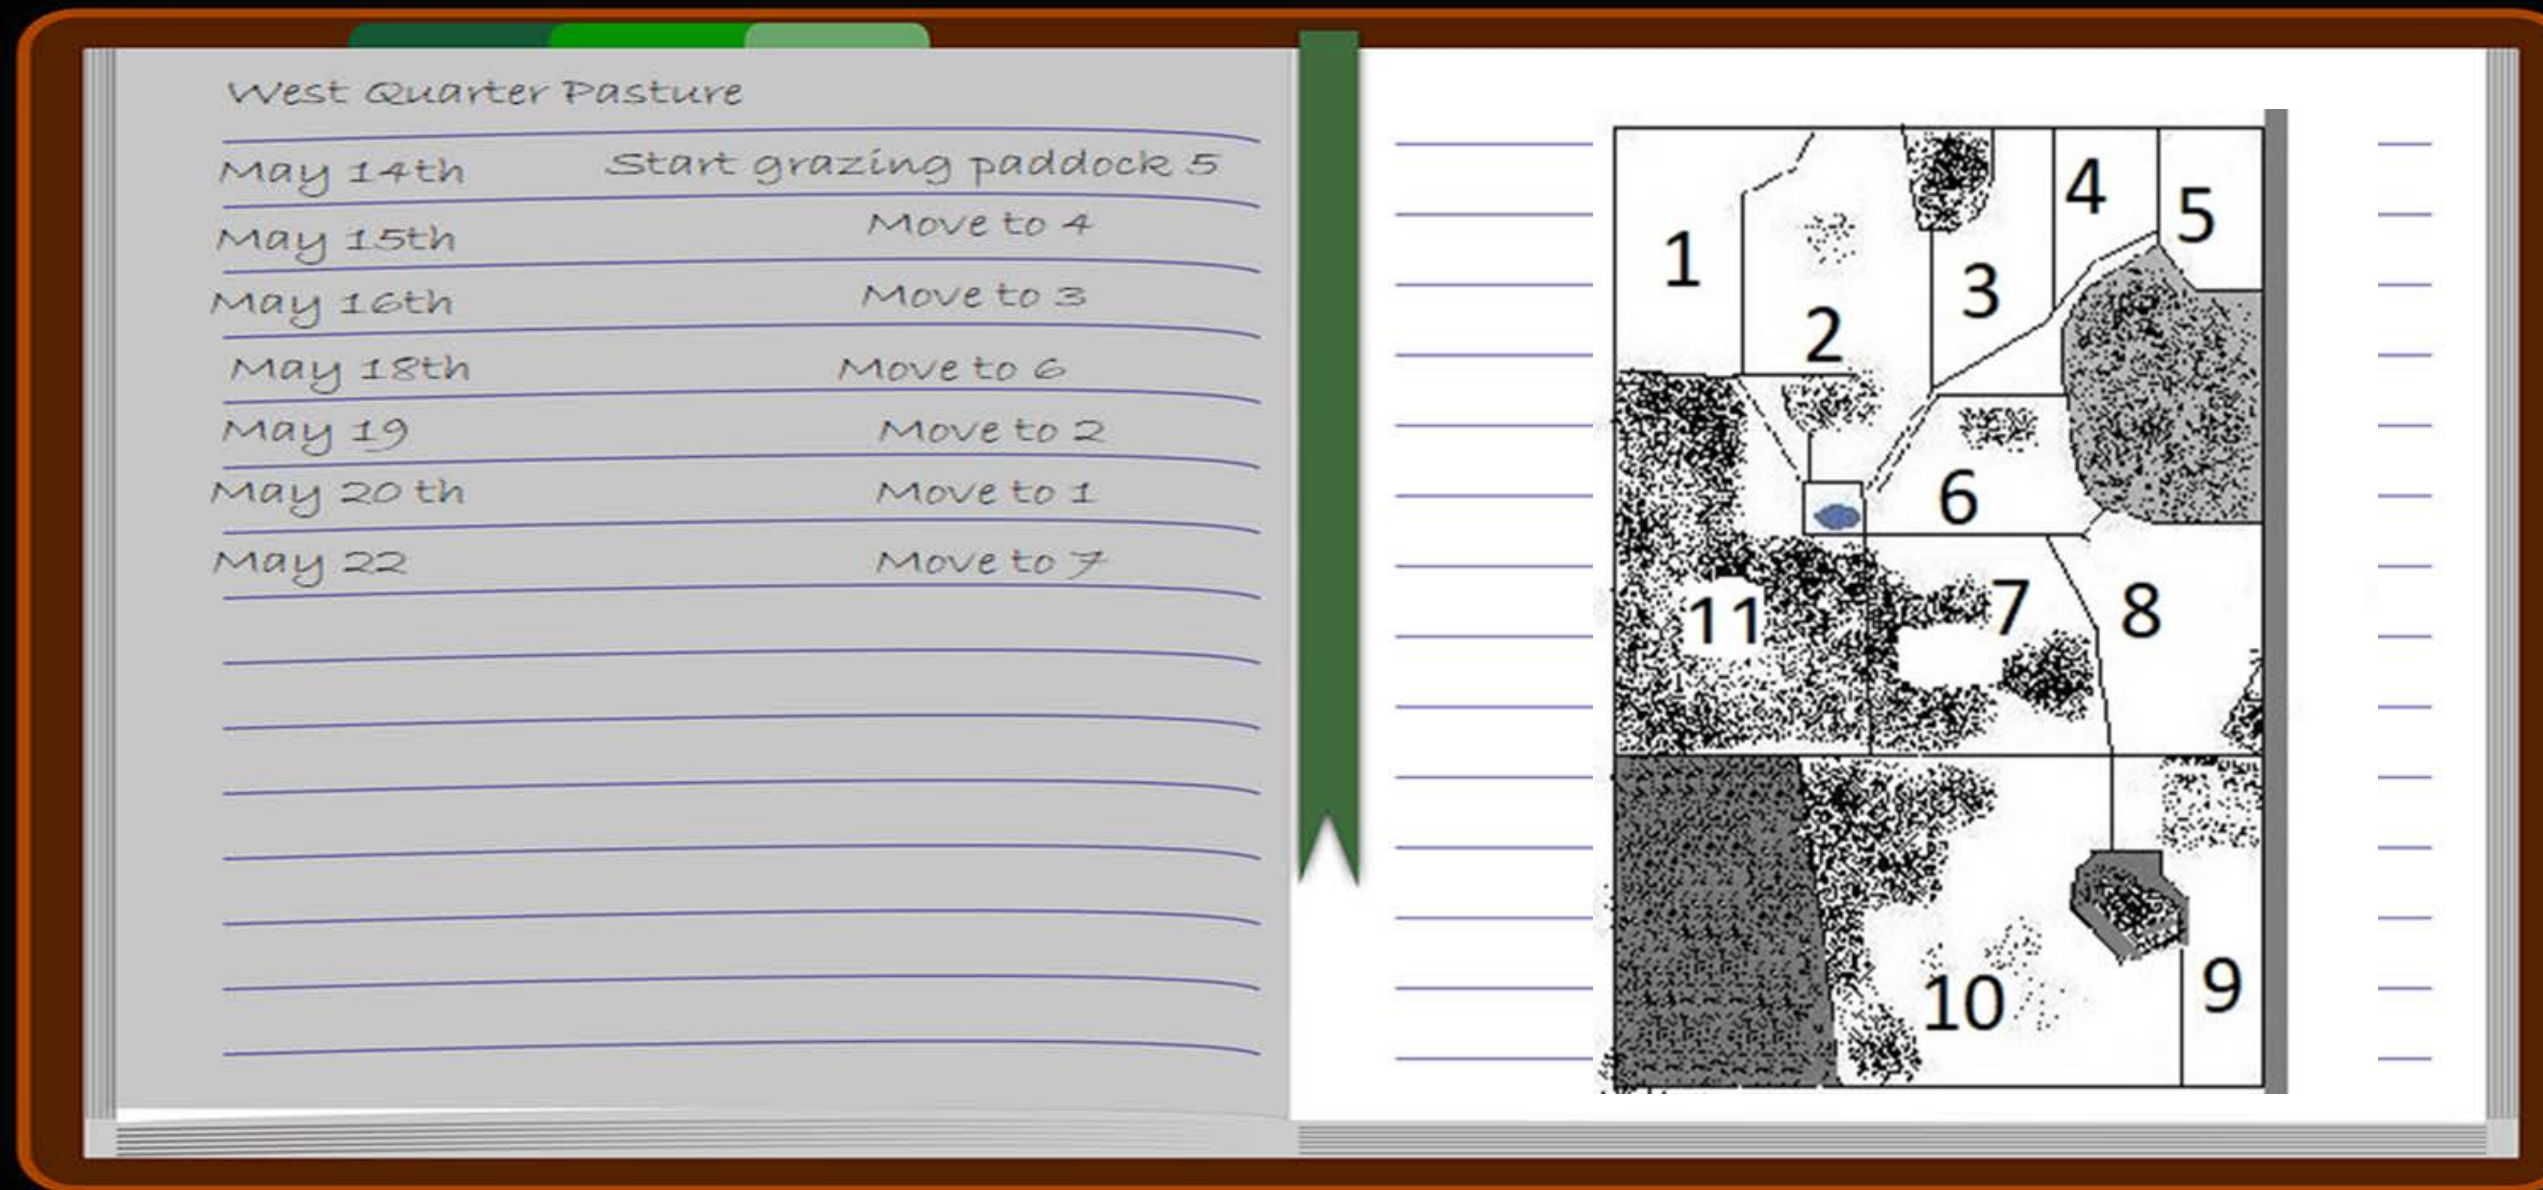 West Quarter Pasture
May 14th Start grazing paddock 5
May 15th Move to 4
May 16th Move to 3
May 18th Move to 6
May 19 Move to 2
May 20 th Move to 1
May 22 Move to 7
1
2
3
4
5
6
7
8
11
10
9